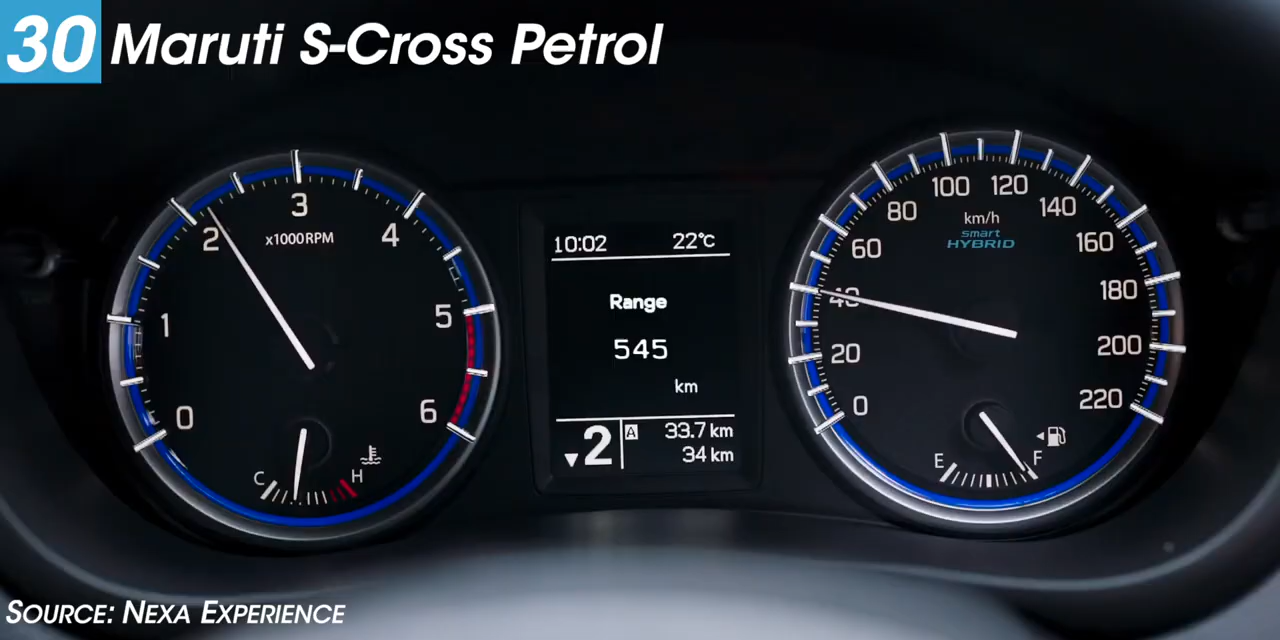 30 Maruti S-Cross Petrol
3
2
x1000RPM
4
1
5
0
6
C
H
10:02 22°C
Range
545
km
▼2 A 33.7 km
34 km
100 120
80 km/h 140
smart
HYBRID
60 160
40 180
20 200
0 220
E F
SOURCE: NEXA EXPERIENCE